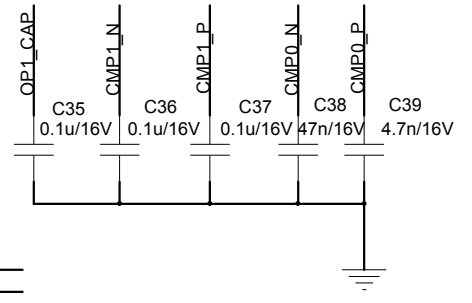 OP1_CAP
CMP1_N
CMP1_P
CMP0_N
CMP0_P
C35 C36 C37 C38 C39
0.1u/16V 0.1u/16V 0.1u/16V 47n/16V 4.7n/16V